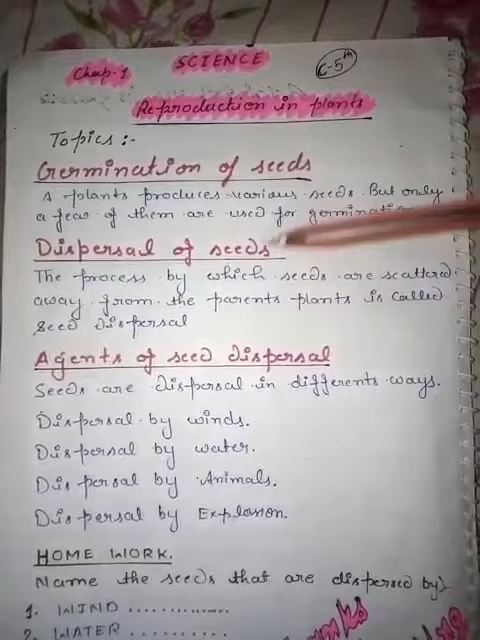 Chap-1 SCIENCE C-5th
Reproduction in plants
Topics:-
Germination of seeds
A plants produces various seeds. But only
a few of them are used for
Dispersal of seeds
The process by which seeds are scattered
away from the parents plants is called
seed dispersal
Agents of seed dispersal
Seeds are dispersal in differents ways.
Dispersal by winds.
Dispersal by water.
Dispersal by Animals.
Dispersal by Explosion.
HOME WORK.
Name the seeds that are dispersed by:-
1. WIND ..............
2. WATER ..........